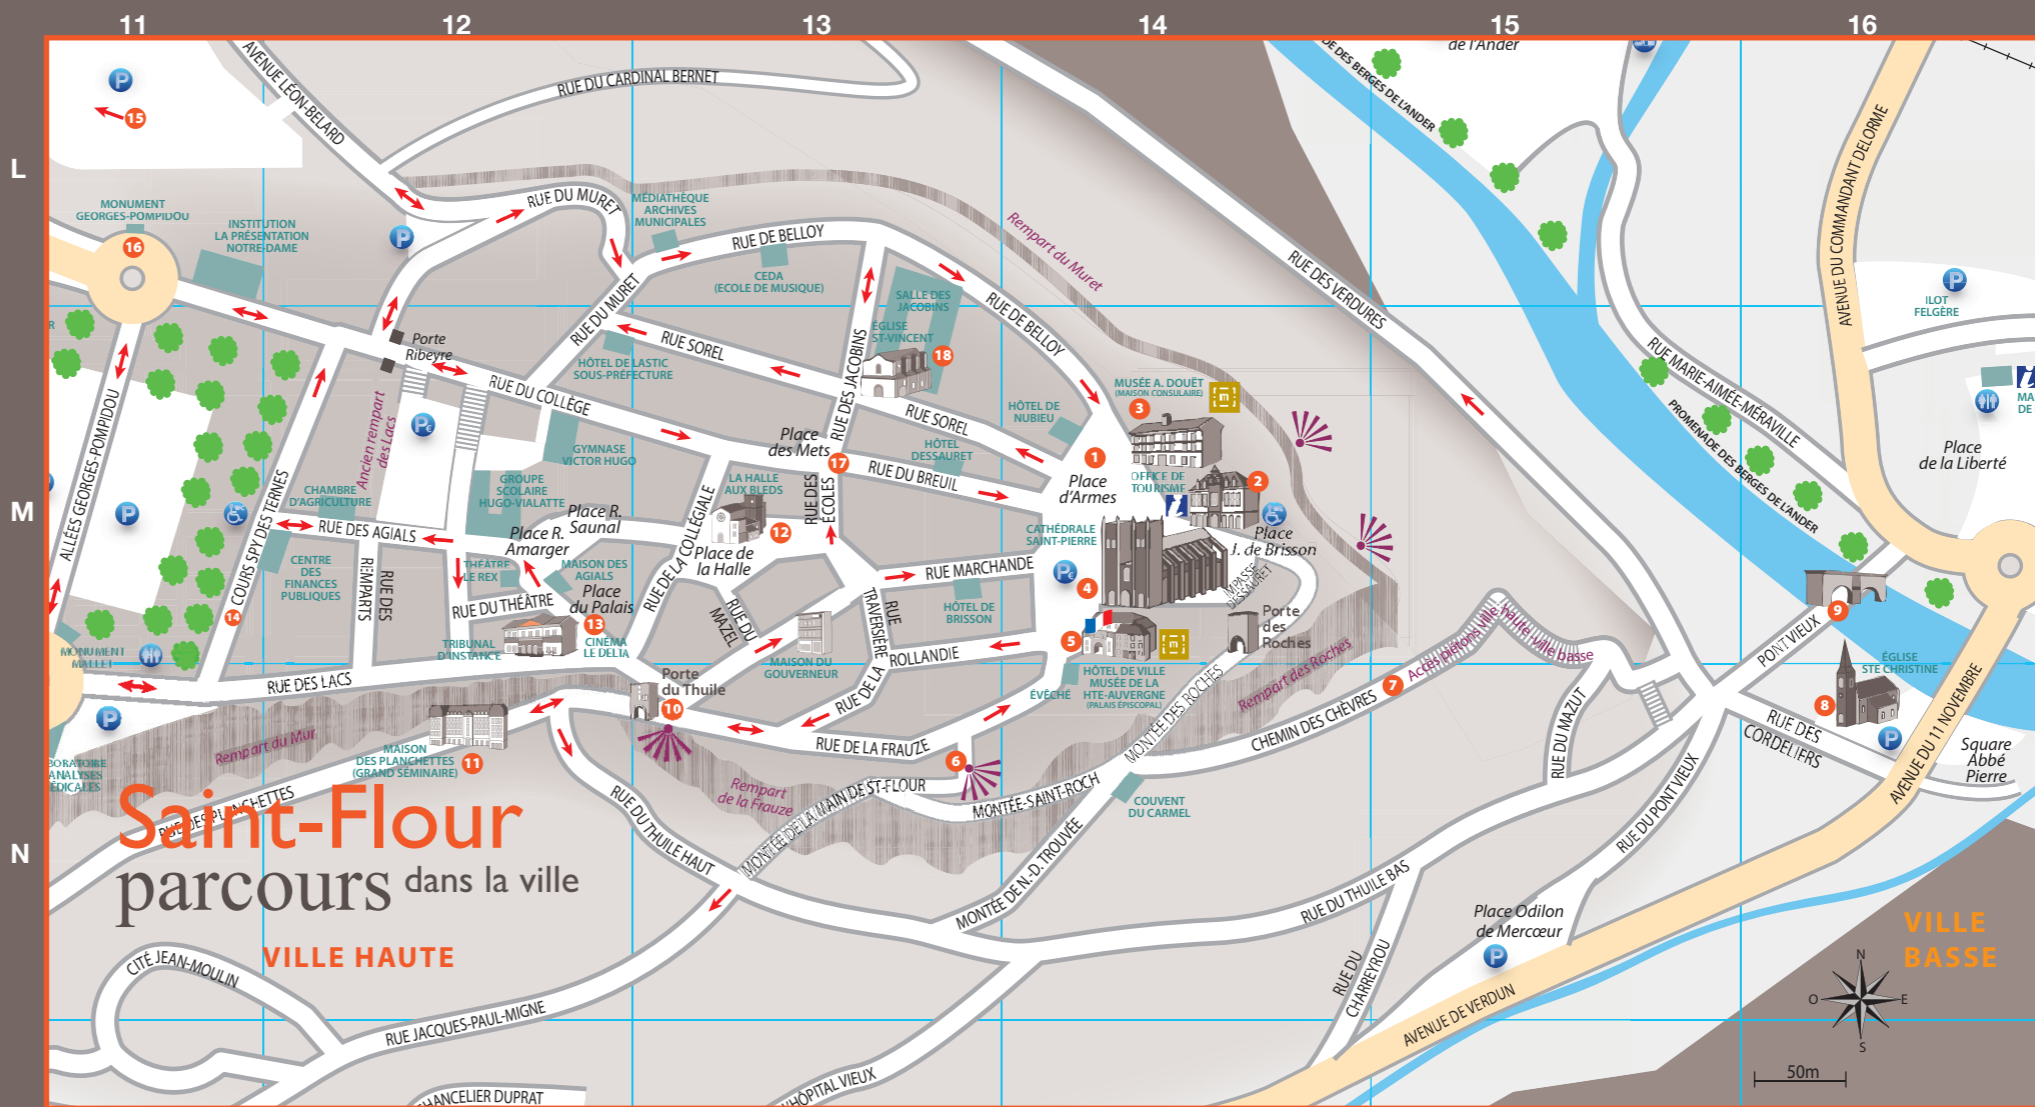 11
12
13
14
15
16
L
M
N
AVENUE LÉON-BELARD
RUE DU CARDINAL BERNET
DES BERGES DE L'ANDER
de l'Ander
P
15
MONUMENT
GEORGES-POMPIDOU
16
INSTITUTION
LA PRÉSENTATION
NOTRE-DAME
P
RUE DU MURET
MÉDIATHÈQUE
ARCHIVES
MUNICIPALES
RUE DE BELLOY
CEDA
(ECOLE DE MUSIQUE)
Rempart du Muret
RUE DES VERDURES
AVENUE DU COMMANDANT DELORME
P
ILOT
FELGÈRE
SALLE DES
JACOBINS
ÉGLISE
ST-VINCENT
18
RUE DE BELLOY
RUE DU MURET
RUE SOREL
HÔTEL DE LASTIC
SOUS-PRÉFECTURE
RUE DES JACOBINS
RUE SOREL
Porte
Ribeyre
RUE DU COLLÈGE
Ancien rempart
des Lacs
P€
ALLÉES GEORGES-POMPIDOU
COURS SPY DES TERNES
P
CHAMBRE
D'AGRICULTURE
GYMNASE
VICTOR HUGO
GROUPE
SCOLAIRE
HUGO-VIALATTE
Place
des Mets
17
RUE DU BREUIL
HÔTEL
DESSAURET
HÔTEL DE
NUBIEU
MUSÉE A. DOUËT
(MAISON CONSULAIRE)
m
3
1
Place
d'Armes
OFFICE DE
TOURISME
i
2
RUE MARIE-AIMÉE-MÉRAVILLE
PROMENADE DES BERGES DE L'ANDER
Place
de la Liberté
i
MA
DE
LA HALLE
AUX BLEDS
12
RUE DES
ÉCOLES
Place de
la Halle
RUE DE LA COLLÉGIALE
Place R.
Saunal
Place R.
Amarger
RUE DES AGIALS
CENTRE
DES
FINANCES
PUBLIQUES
RUE DES
REMPARTS
THÉÂTRE
LE REX
MAISON DES
AGIALS
Place
du Palais
13
RUE DU THÉÂTRE
TRIBUNAL
D'INSTANCE
CINÉMA
LE DELTA
RUE DU
MAZEL
MAISON DU
GOUVERNEUR
RUE
TRAVERSIÈRE
RUE MARCHANDE
HÔTEL DE
BRISSON
ROLLANDIE
RUE DE LA
CATHÉDRALE
SAINT-PIERRE
P€
4
5
Place
J. de Brisson
IMPASSE
DESSAURET
Porte
des
Roches
m
HÔTEL DE VILLE
MUSÉE DE LA
HTE-AUVERGNE
(PALAIS ÉPISCOPAL)
ÉVÊCHÉ
MONTÉE DES ROCHES
Rempart des Roches
Accès piétons ville haute ville basse
7
CHEMIN DES CHÈVRES
RUE DU MAZUT
9
PONT VIEUX
ÉGLISE
STE CHRISTINE
8
P
RUE DES
CORDELIERS
AVENUE DU 11 NOVEMBRE
Square
Abbé
Pierre
14
MONUMENT
MALLET
P
RUE DES LACS
Porte
du Thuile
10
Rempart du Mur
MAISON
DES PLANCHETTES
(GRAND SÉMINAIRE)
11
BORATOIRE
ANALYSES
ÉDICALES
RUE DES PLANCHETTES
RUE DE LA FRAUZE
6
Rempart
de la Frauze
MONTÉE DE LA MAIN DE ST-FLOUR
MONTÉE-SAINT-ROCH
COUVENT
DU CARMEL
RUE DU THUILE HAUT
MONTÉE DE N.-D. TROUVÉE
RUE DU THUILE BAS
RUE DU PONT VIEUX
Place Odilon
de Mercœur
P
RUE DU
CHARREYROU
AVENUE DE VERDUN
Saint-Flour
parcours dans la ville
VILLE HAUTE
CITÉ JEAN-MOULIN
RUE JACQUES-PAUL-MIGNE
HANCELIER DUPRAT
L'HÔPITAL VIEUX
VILLE
BASSE
N
O
E
S
50m